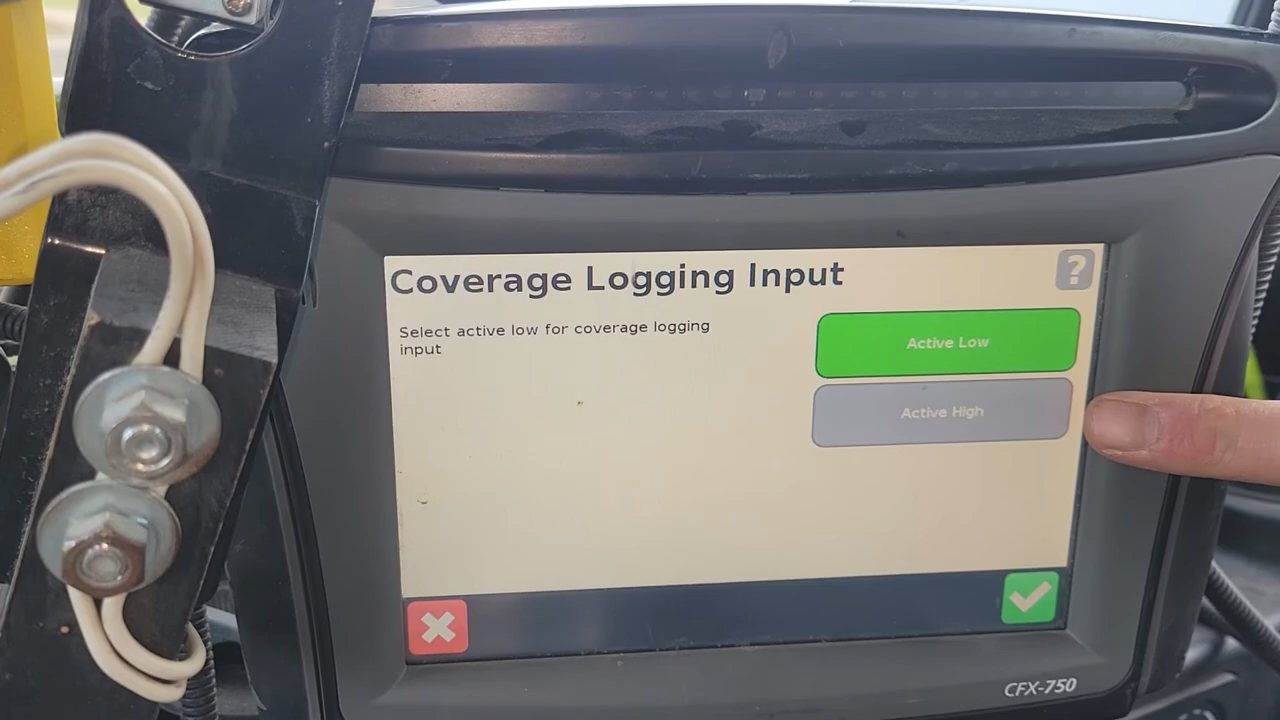 Coverage Logging Input
?
Select active low for coverage logging
input
Active Low
Active High
CFX-750